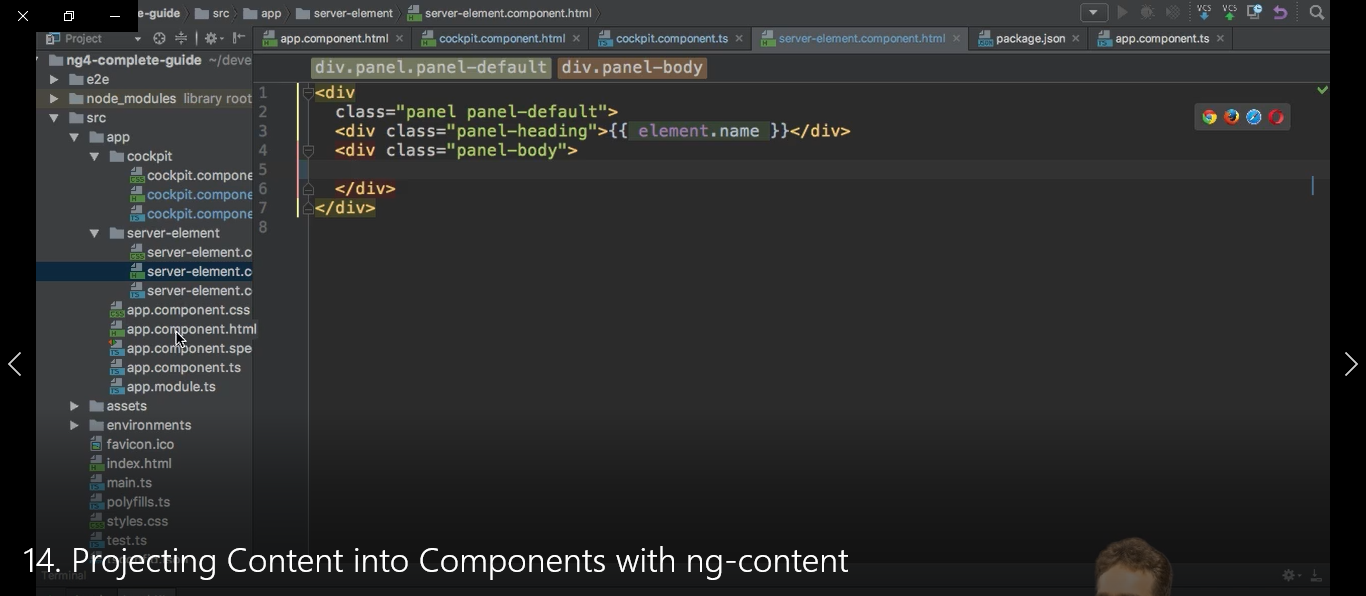 e-guide src app server-element server-element.component.html
Project
app.component.html cockpit.component.html cockpit.component.ts server-element.component.html package.json app.component.ts
ng4-complete-guide ~/deve
e2e
node_modules library root
src
app
cockpit
cockpit.compone
cockpit.compone
cockpit.compone
server-element
server-element.c
server-element.c
server-element.c
app.component.css
app.component.html
app.component.spe
app.component.ts
app.module.ts
assets
environments
favicon.ico
index.html
main.ts
polyfills.ts
styles.css
test.ts
Terminal
div.panel.panel-default div.panel-body
1 <div
2 class="panel panel-default">
3 <div class="panel-heading">{{ element.name }}</div>
4 <div class="panel-body">
5
6 </div>
7 </div>
8
VCS VCS
14. Projecting Content into Components with ng-content